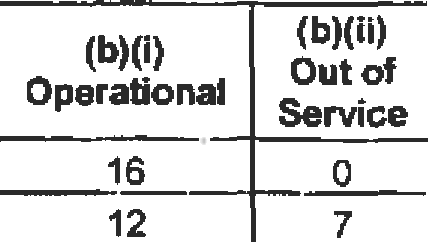 (b)(i)
Operational
(b)(ii)
Out of
Service
16 0
12 7